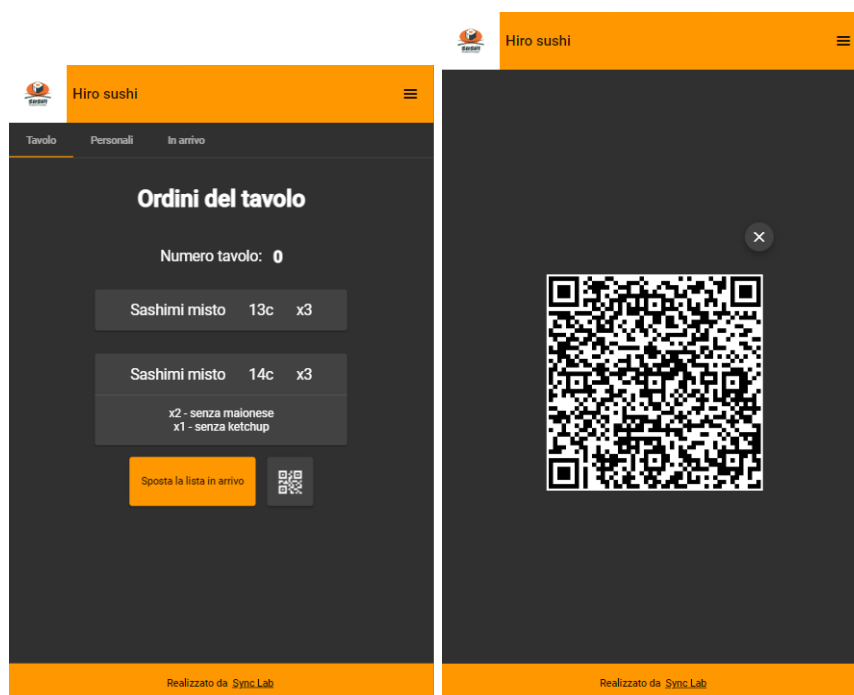 Hiro sushi
Tavolo Personali In arrivo
Ordini del tavolo
Numero tavolo: 0
Sashimi misto 13c x3
Sashimi misto 14c x3
x2 - senza maionese
x1 - senza ketchup
Sposta la lista in arrivo
Realizzato da Sync Lab
Hiro sushi
Realizzato da Sync Lab